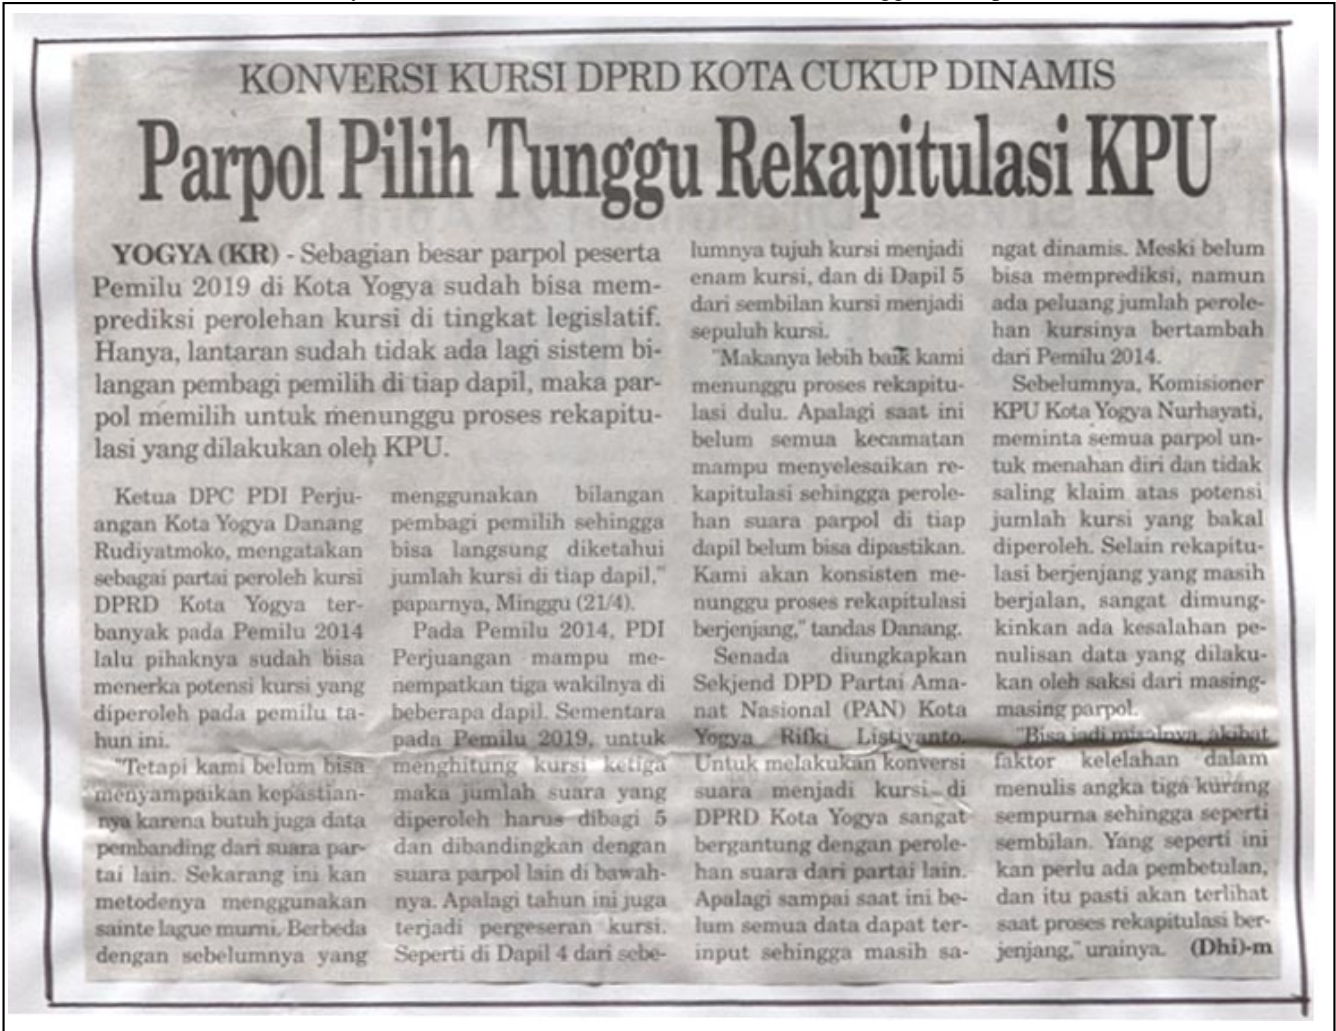 KONVERSI KURSI DPRD KOTA CUKUP DINAMIS
Parpol Pilih Tunggu Rekapitulasi KPU
YOGYA (KR) - Sebagian besar parpol peserta
Pemilu 2019 di Kota Yogya sudah bisa mem-
prediksi perolehan kursi di tingkat legislatif.
Hanya, lantaran sudah tidak ada lagi sistem bi-
langan pembagi pemilih di tiap dapil, maka par-
pol memilih untuk menunggu proses rekapitu-
lasi yang dilakukan oleh KPU.
Ketua DPC PDI Perju-
angan Kota Yogya Danang
Rudiyatmoko, mengatakan
sebagai partai peroleh kursi
DPRD Kota Yogya ter-
banyak pada Pemilu 2014
lalu pihaknya sudah bisa
menerka potensi kursi yang
diperoleh pada pemilu ta-
hun ini.
"Tetapi kami belum bisa
menyampaikan kepastian-
nya karena butuh juga data
pembanding dari suara par-
tai lain. Sekarang ini kan
metodenya menggunakan
sainte lague murni. Berbeda
dengan sebelumnya yang
menggunakan bilangan
pembagi pemilih sehingga
bisa langsung diketahui
jumlah kursi di tiap dapil,"
paparnya, Minggu (21/4).
Pada Pemilu 2014, PDI
Perjuangan mampu me-
nempatkan tiga wakilnya di
beberapa dapil. Sementara
pada Pemilu 2019, untuk
menghitung kursi ketiga
maka jumlah suara yang
diperoleh harus dibagi 5
dan dibandingkan dengan
suara parpol lain di bawah-
nya. Apalagi tahun ini juga
terjadi pergeseran kursi.
Seperti di Dapil 4 dari sebe-
lumnya tujuh kursi menjadi
enam kursi, dan di Dapil 5
dari sembilan kursi menjadi
sepuluh kursi.
"Makanya lebih baik kami
menunggu proses rekapitu-
lasi dulu. Apalagi saat ini
belum semua kecamatan
mampu menyelesaikan re-
kapitulasi sehingga perole-
han suara parpol di tiap
dapil belum bisa dipastikan.
Kami akan konsisten me-
nunggu proses rekapitulasi
berjenjang," tandas Danang.
Senada diungkapkan
Sekjend DPD Partai Ama-
nat Nasional (PAN) Kota
Yogya Rifki Listiyanto.
Untuk melakukan konversi
suara menjadi kursi di
DPRD Kota Yogya sangat
bergantung dengan perole-
han suara dari partai lain.
Apalagi sampai saat ini be-
lum semua data dapat ter-
input sehingga masih sa-
ngat dinamis. Meski belum
bisa memprediksi, namun
ada peluang jumlah perole-
han kursinya bertambah
dari Pemilu 2014.
Sebelumnya, Komisioner
KPU Kota Yogya Nurhayati,
meminta semua parpol un-
tuk menahan diri dan tidak
saling klaim atas potensi
jumlah kursi yang bakal
diperoleh. Selain rekapitu-
lasi berjenjang yang masih
berjalan, sangat dimung-
kinkan ada kesalahan pe-
nulisan data yang dilaku-
kan oleh saksi dari masing-
masing parpol.
"Bisa jadi misalnya, akibat
faktor kelelahan dalam
menulis angka tiga kurang
sempurna sehingga seperti
sembilan. Yang seperti ini
kan perlu ada pembetulan,
dan itu pasti akan terlihat
saat proses rekapitulasi ber-
jenjang," urainya. (Dhi)-m